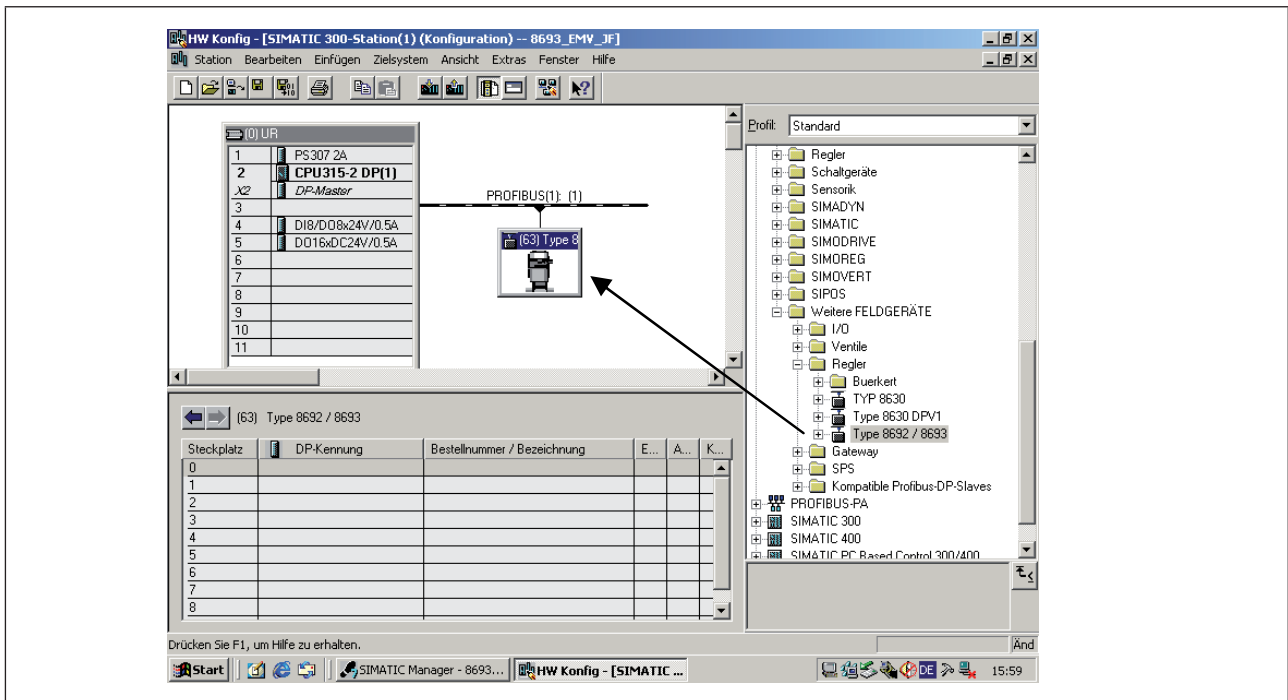 HW Konfig - [SIMATIC 300-Station(1) (Konfiguration) -- 8693_EMV_JF]
Station Bearbeiten Einfügen Zielsystem Ansicht Extras Fenster Hilfe
(0) UR
1 PS307 2A
2 CPU315-2 DP(1)
X2 DP-Master
3
4 DI8/DO8x24V/0.5A
5 DO16xDC24V/0.5A
6
7
8
9
10
11
PROFIBUS(1): (1)
(63) Type 8
Profil: Standard
Regler
Schaltgeräte
Sensorik
SIMADYN
SIMATIC
SIMODRIVE
SIMOREG
SIMOVERT
SIPOS
Weitere FELDGERÄTE
I/O
Ventile
Regler
Buerkert
TYP 8630
Type 8630 DPV1
Type 8692 / 8693
Gateway
SPS
Kompatible Profibus-DP-Slaves
PROFIBUS-PA
SIMATIC 300
SIMATIC 400
SIMATIC PC Based Control 300/400
(63) Type 8692 / 8693
Steckplatz DP-Kennung Bestellnummer / Bezeichnung E... A... K...
0
1
2
3
4
5
6
7
8
Drücken Sie F1, um Hilfe zu erhalten.
Änd
Start SIMATIC Manager - 8693... HW Konfig - [SIMATIC ... DE 15:59